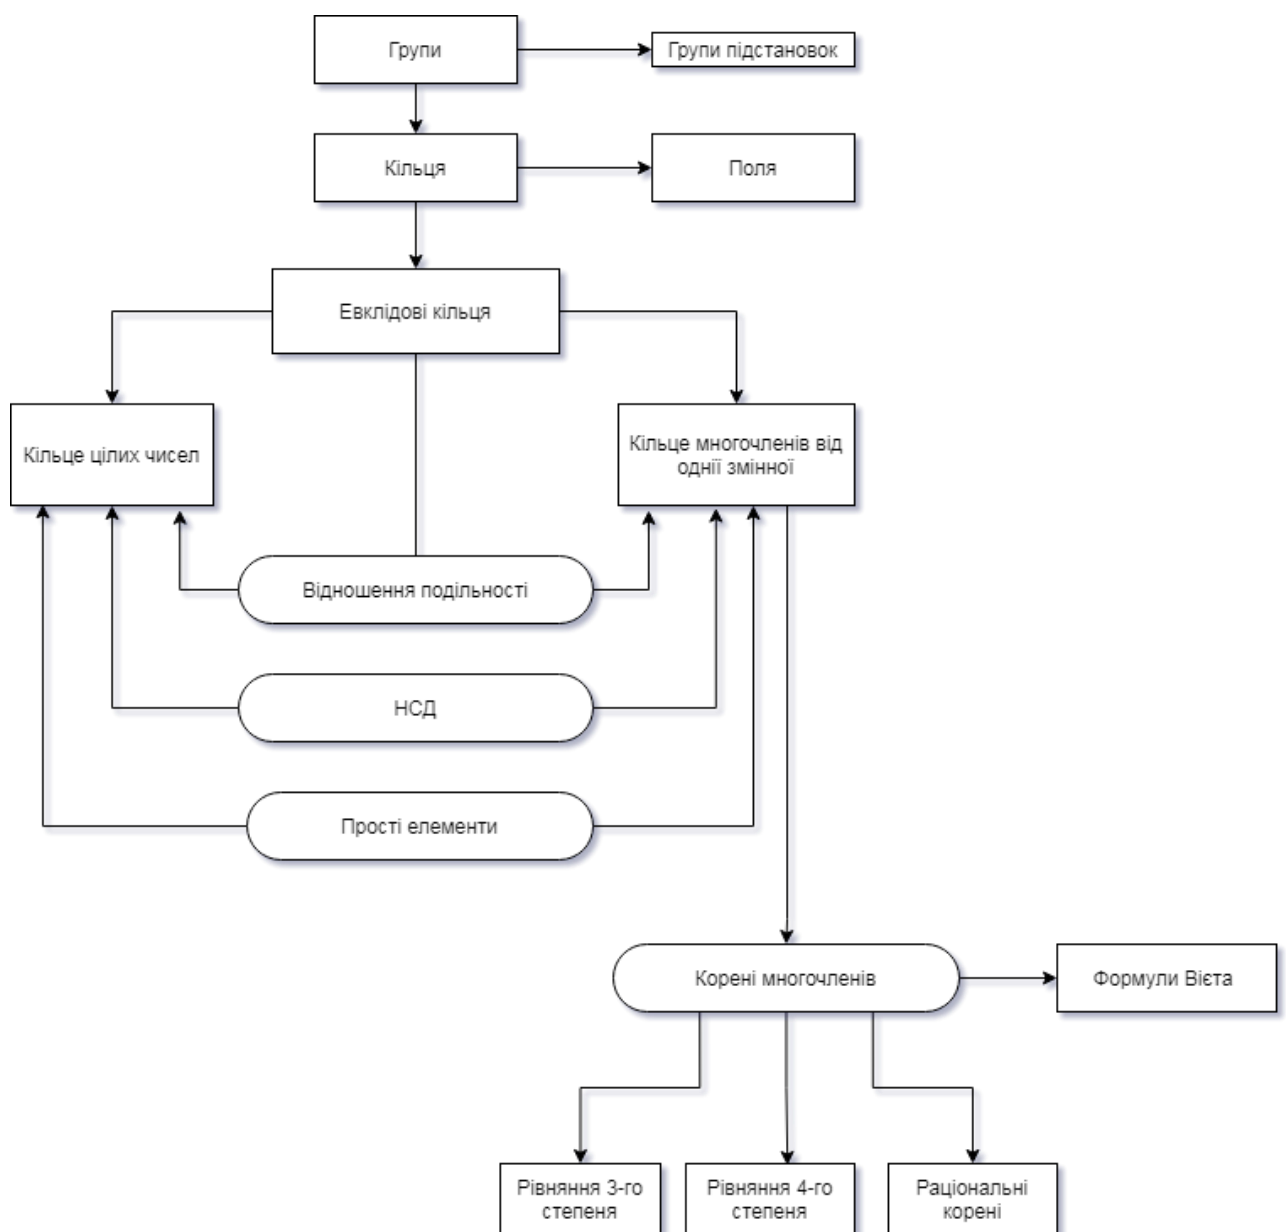 Групи
Групи підстановок
Кільця
Поля
Евклідові кільця
Кільце цілих чисел
Кільце многочленів від
однії змінної
Відношення подільності
НСД
Прості елементи
Корені многочленів
Формули Вієта
Рівняння 3-го
степеня
Рівняння 4-го
степеня
Раціональні
корені